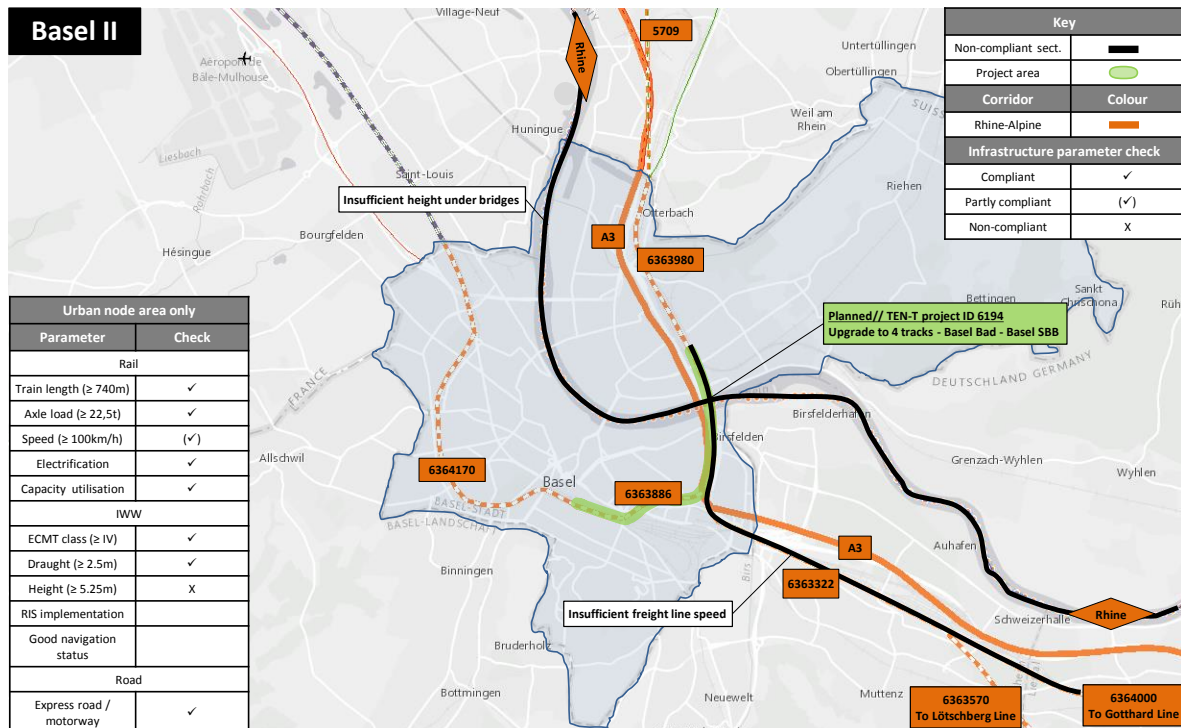 Basel II
Village-Neuf
5709
Rhine
Aéroport de
Bâle-Mulhouse
Untertüllingen
Obertüllingen
Weil am
Rhein
Huningue
Liesbach
Rohrbach
Saint-Louis
Insufficient height under bridges
Otterbach
Riehen
Bourgfelden
Hésingue
A3
6363980
Bettingen
Sankt
Chrischona
Key
Non-compliant sect.
Project area
Corridor
Colour
Rhine-Alpine
Infrastructure parameter check
Compliant
✓
Partly compliant
(✓)
Non-compliant
X
Urban node area only
Parameter
Check
Rail
Train length (≥ 740m)
✓
Axle load (≥ 22,5t)
✓
Speed (≥ 100km/h)
(✓)
Electrification
✓
Capacity utilisation
✓
IWW
ECMT class (≥ IV)
✓
Draught (≥ 2.5m)
✓
Height (≥ 5.25m)
X
RIS implementation
Good navigation
status
Road
Express road /
motorway
✓
Planned// TEN-T project ID 6194
Upgrade to 4 tracks - Basel Bad - Basel SBB
FRANCE
DEUTSCHLAND GERMANY
Birsfelderhafen
Birsfelden
Grenzach-Wyhlen
Wyhlen
Allschwil
6364170
Basel
6363886
BASEL-STADT
BASEL-LANDSCHAFT
A3
Auhafen
Birs
6363322
Binningen
Insufficient freight line speed
Schweizerhalle
Rhine
Bruderholz
Bottmingen
Neuewelt
Muttenz
6363570
To Lötschberg Line
6364000
To Gotthard Line